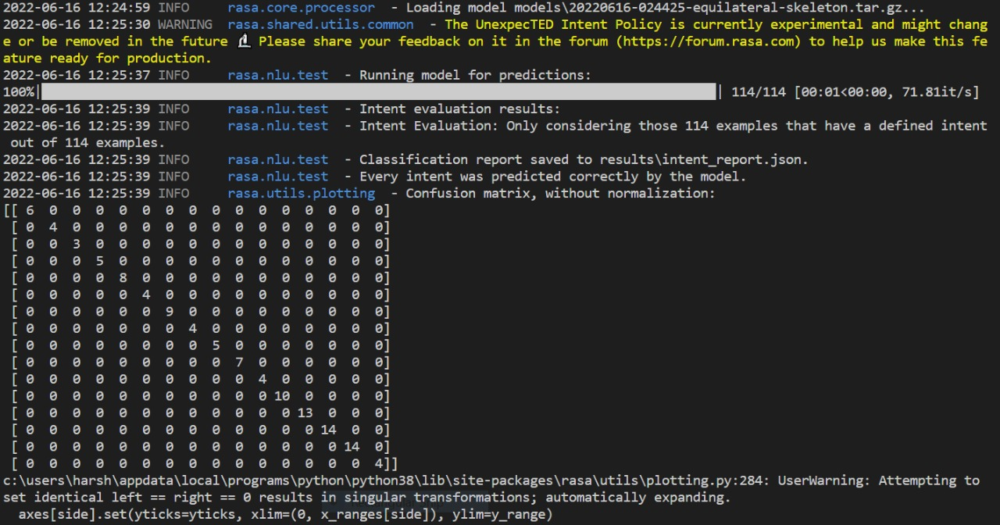 2022-06-16 12:24:59 INFO     rasa.core.processor  - Loading model models\20220616-024425-equilateral-skeleton.tar.gz...
2022-06-16 12:25:30 WARNING  rasa.shared.utils.common  - The UnexpecTED Intent Policy is currently experimental and might chang
e or be removed in the future 🔬 Please share your feedback on it in the forum (https://forum.rasa.com) to help us make this fe
ature ready for production.
2022-06-16 12:25:37 INFO     rasa.nlu.test  - Running model for predictions:
100%|██████████| 114/114 [00:01<00:00, 71.81it/s]
2022-06-16 12:25:39 INFO     rasa.nlu.test  - Intent evaluation results:
2022-06-16 12:25:39 INFO     rasa.nlu.test  - Intent Evaluation: Only considering those 114 examples that have a defined intent
 out of 114 examples.
2022-06-16 12:25:39 INFO     rasa.nlu.test  - Classification report saved to results\intent_report.json.
2022-06-16 12:25:39 INFO     rasa.nlu.test  - Every intent was predicted correctly by the model.
2022-06-16 12:25:39 INFO     rasa.utils.plotting  - Confusion matrix, without normalization:
[[ 6  0  0  0  0  0  0  0  0  0  0  0  0  0  0  0]
 [ 0  4  0  0  0  0  0  0  0  0  0  0  0  0  0  0]
 [ 0  0  3  0  0  0  0  0  0  0  0  0  0  0  0  0]
 [ 0  0  0  5  0  0  0  0  0  0  0  0  0  0  0  0]
 [ 0  0  0  0  8  0  0  0  0  0  0  0  0  0  0  0]
 [ 0  0  0  0  0  4  0  0  0  0  0  0  0  0  0  0]
 [ 0  0  0  0  0  0  9  0  0  0  0  0  0  0  0  0]
 [ 0  0  0  0  0  0  0  4  0  0  0  0  0  0  0  0]
 [ 0  0  0  0  0  0  0  0  5  0  0  0  0  0  0  0]
 [ 0  0  0  0  0  0  0  0  0  7  0  0  0  0  0  0]
 [ 0  0  0  0  0  0  0  0  0  0  4  0  0  0  0  0]
 [ 0  0  0  0  0  0  0  0  0  0  0 10  0  0  0  0]
 [ 0  0  0  0  0  0  0  0  0  0  0  0 13  0  0  0]
 [ 0  0  0  0  0  0  0  0  0  0  0  0  0 14  0  0]
 [ 0  0  0  0  0  0  0  0  0  0  0  0  0  0 14  0]
 [ 0  0  0  0  0  0  0  0  0  0  0  0  0  0  0  4]]
c:\users\harsh\appdata\local\programs\python\python38\lib\site-packages\rasa\utils\plotting.py:284: UserWarning: Attempting to
set identical left == right == 0 results in singular transformations; automatically expanding.
  axes[side].set(yticks=yticks, xlim=(0, x_ranges[side]), ylim=y_range)